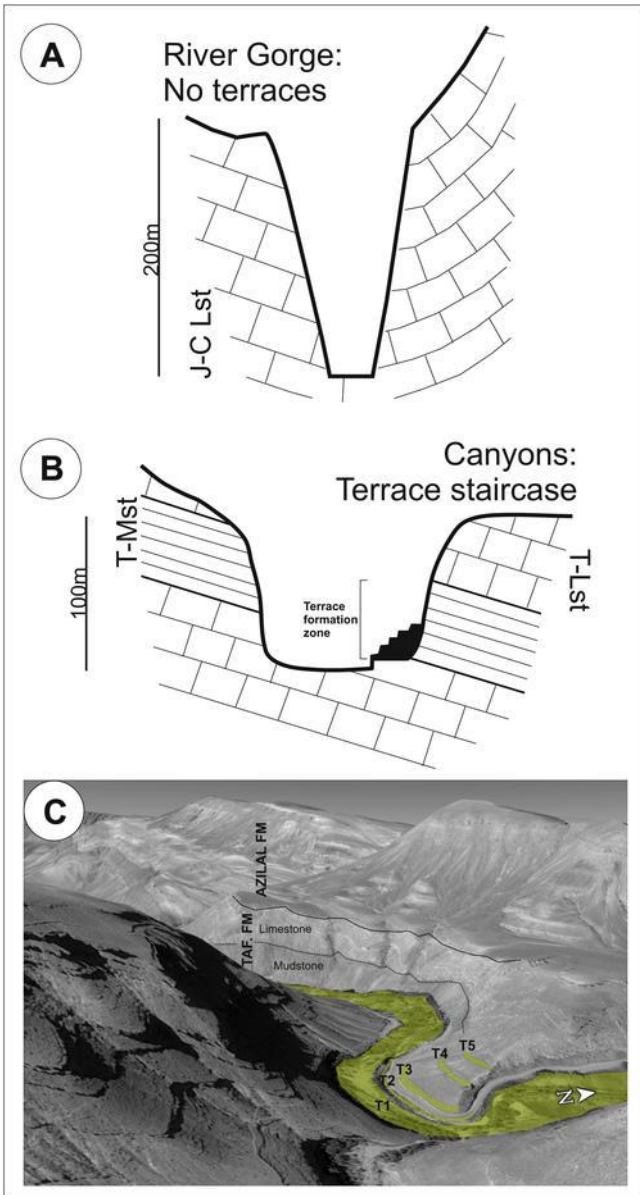 A
River Gorge:
No terraces
200m
J-C Lst
B
Canyons:
Terrace staircase
T-Mst
100m
Terrace
formation
zone
T-Lst
C
AZILAL FM
TAF. FM
Limestone
Mudstone
T5
T4
T3
T2
T1
Z